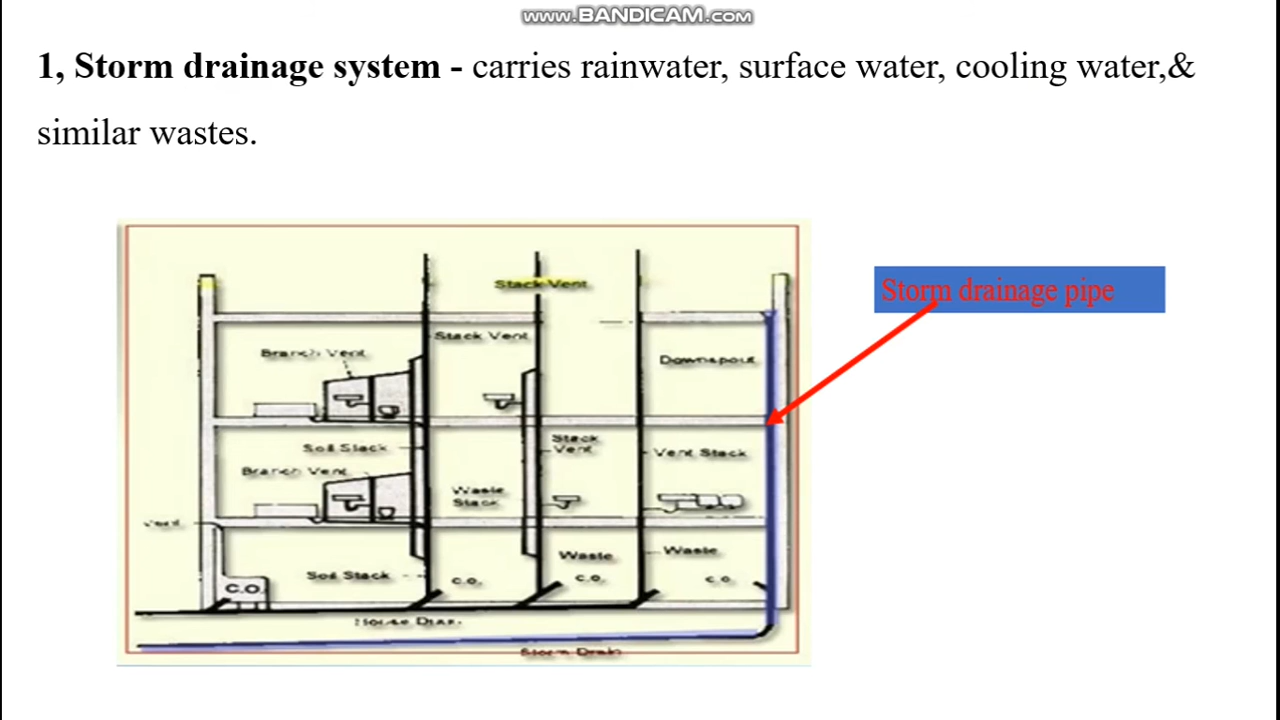 www.BANDICAM.com
1, Storm drainage system - carries rainwater, surface water, cooling water,&
similar wastes.
Storm drainage pipe
Stack Vent
Stack Vent
Branch Vent
Downspout
Soil Stack
Stack
Vent
Vent Stack
Branch Vent
Waste
Stack
Vent
Waste
Waste
Soil Stack
C.O.
C.O.
C.O.
C.O.
House Drain
Storm Drain